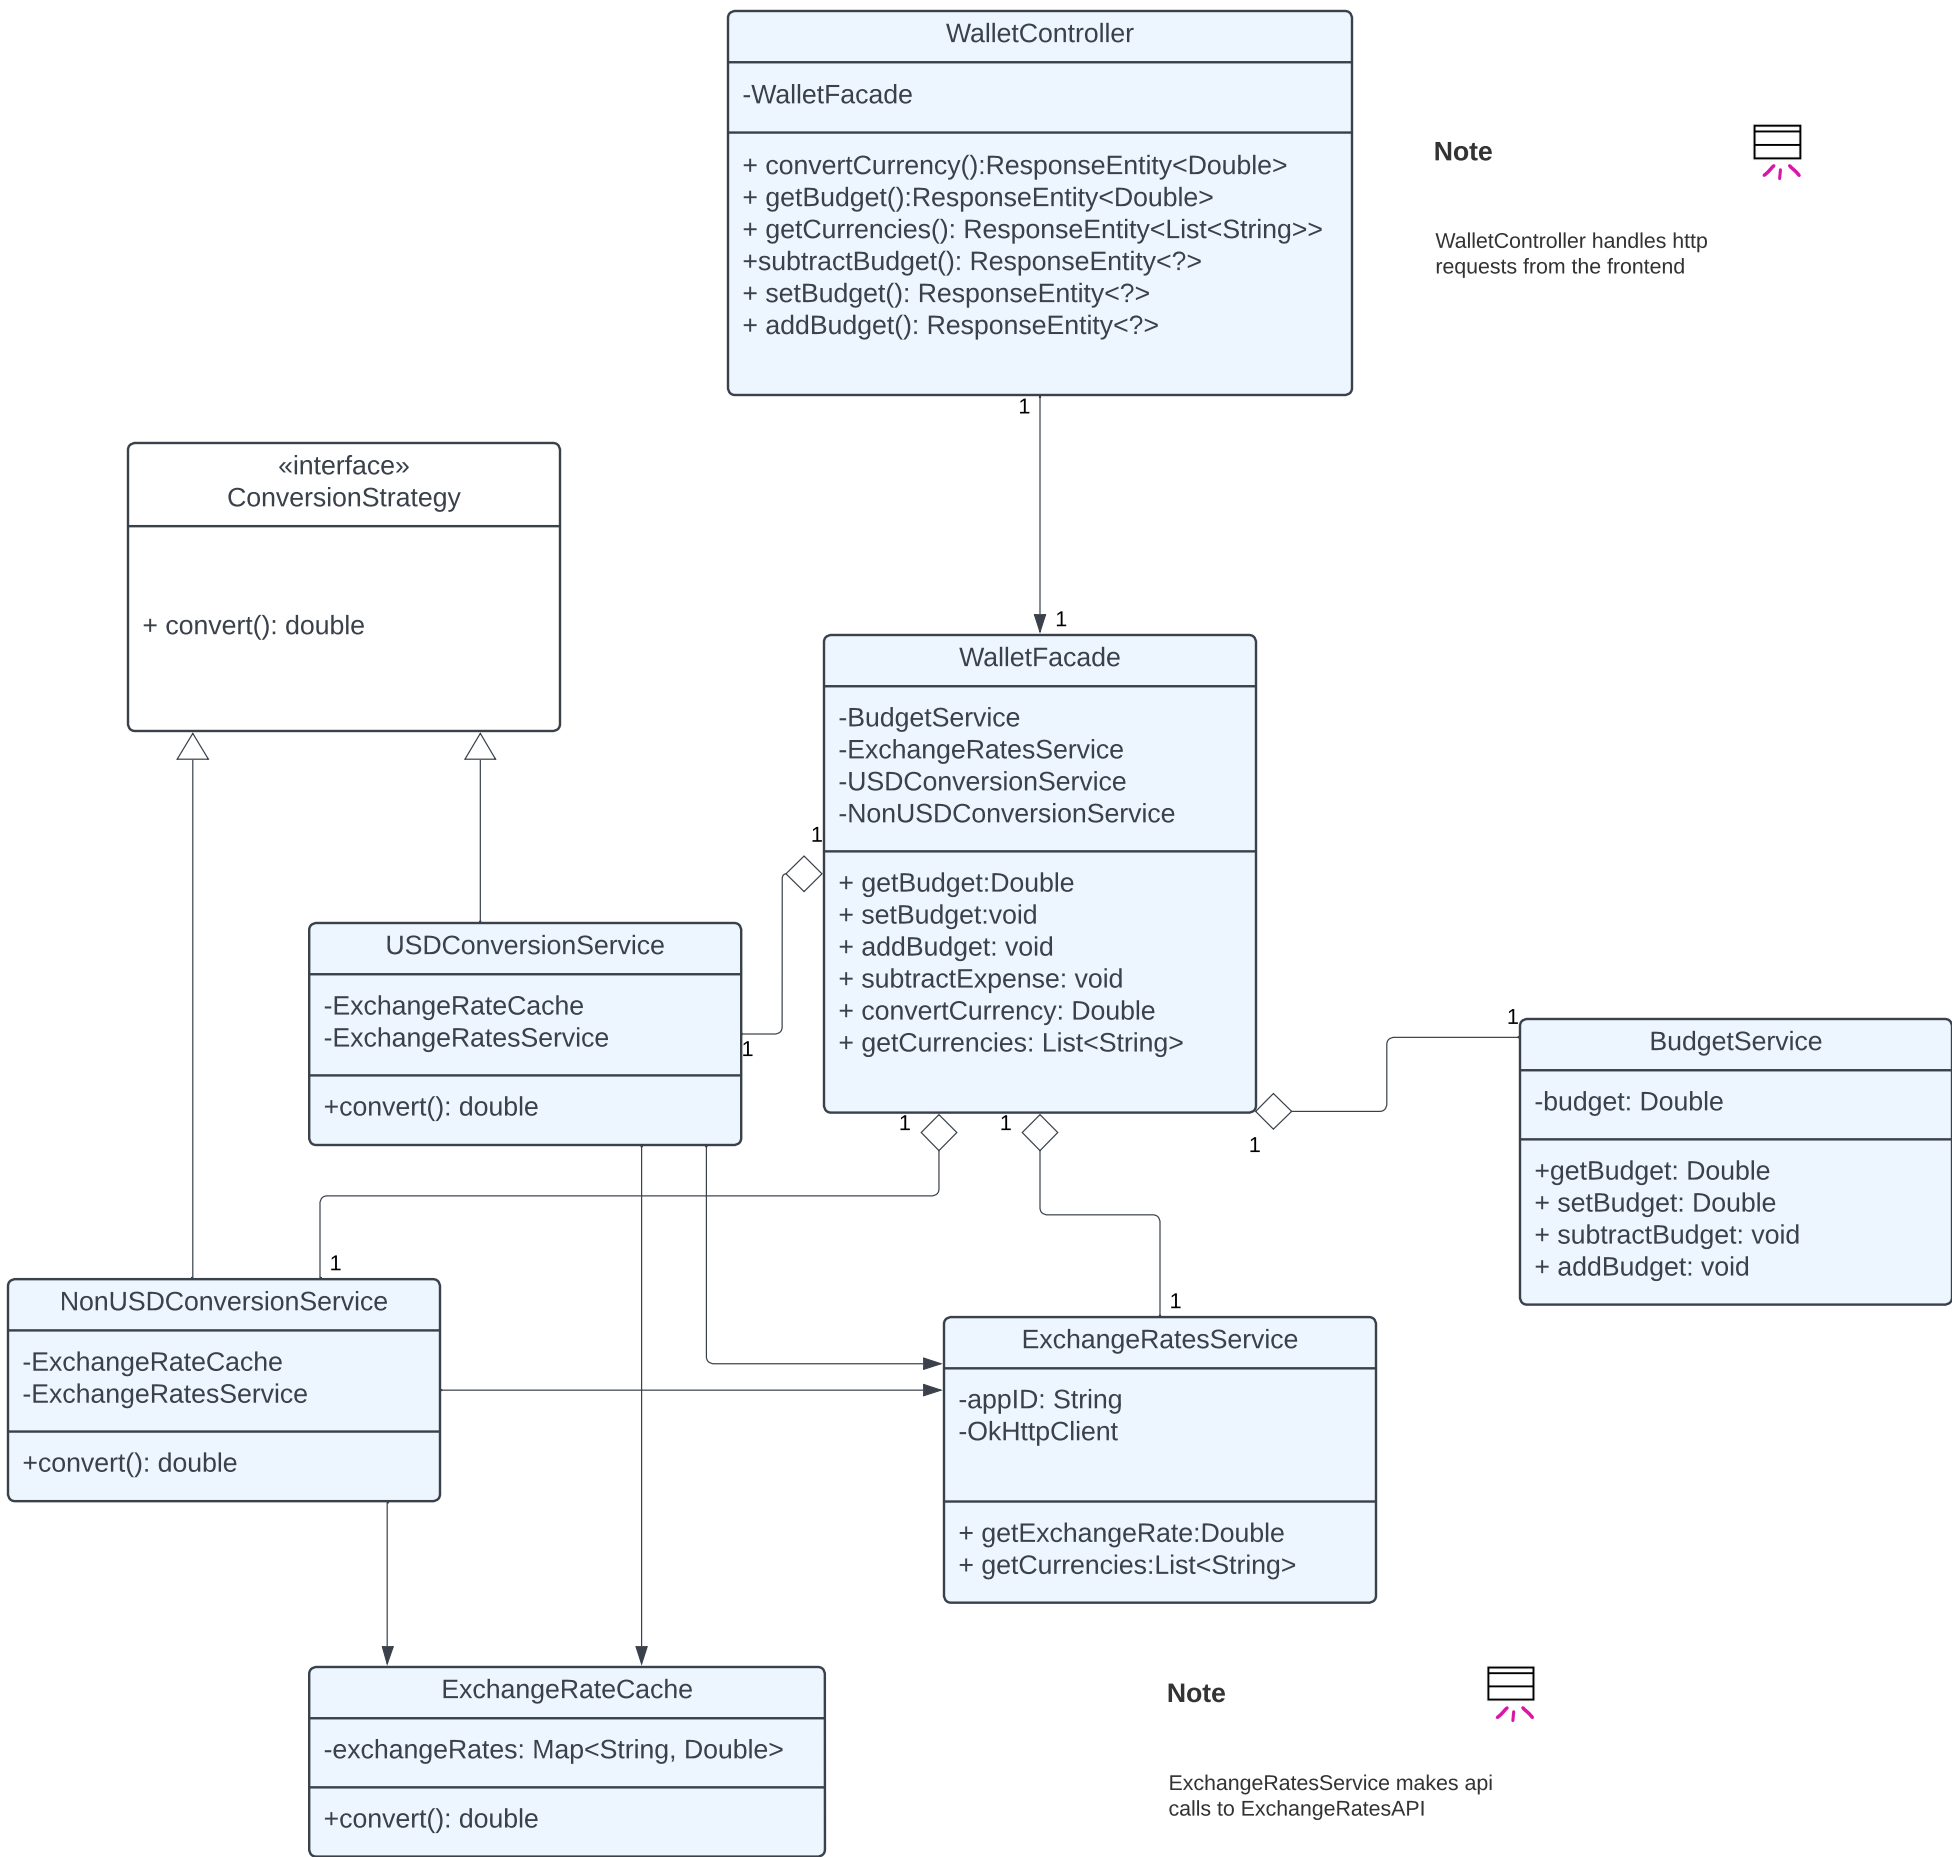 WalletController
-WalletFacade
+ convertCurrency():ResponseEntity<Double>
+ getBudget():ResponseEntity<Double>
+ getCurrencies(): ResponseEntity<List<String>>
+subtractBudget(): ResponseEntity<?>
+ setBudget(): ResponseEntity<?>
+ addBudget(): ResponseEntity<?>
Note
WalletController handles http
requests from the frontend
1
1
«interface»
ConversionStrategy
+ convert(): double
WalletFacade
-BudgetService
-ExchangeRatesService
-USDConversionService
-NonUSDConversionService
+ getBudget:Double
+ setBudget:void
+ addBudget: void
+ subtractExpense: void
+ convertCurrency: Double
+ getCurrencies: List<String>
1
1
1
1
1
1
USDConversionService
-ExchangeRateCache
-ExchangeRatesService
+convert(): double
BudgetService
-budget: Double
+getBudget: Double
+ setBudget: Double
+ subtractBudget: void
+ addBudget: void
1
1
NonUSDConversionService
-ExchangeRateCache
-ExchangeRatesService
+convert(): double
ExchangeRatesService
-appID: String
-OkHttpClient
+ getExchangeRate:Double
+ getCurrencies:List<String>
ExchangeRateCache
-exchangeRates: Map<String, Double>
+convert(): double
Note
ExchangeRatesService makes api
calls to ExchangeRatesAPI